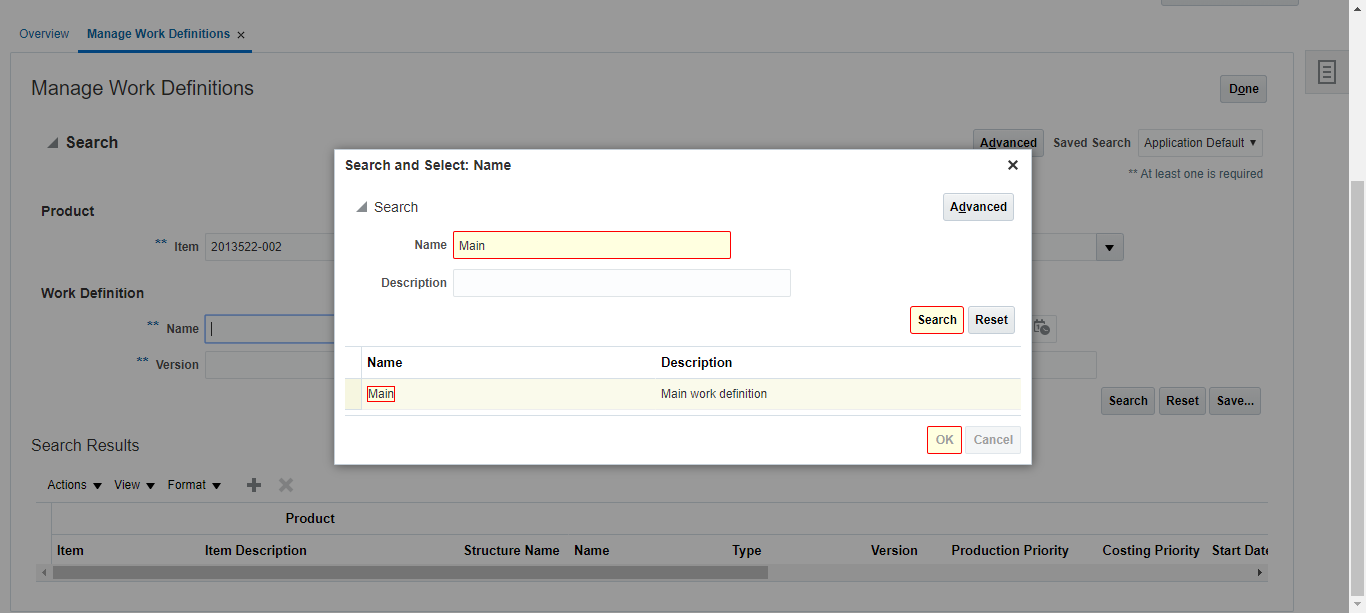 Overview Manage Work Definitions ×
Manage Work Definitions Done
Search Advanced Saved Search Application Default
** At least one is required
Product
** Item 2013522-002
Work Definition
** Name
** Version
Search Reset Save...
Search and Select: Name ×
Search Advanced
Name Main
Description
Search Reset
Name Description
Main Main work definition
OK Cancel
Search Results
Actions View Format
Product
Item Item Description Structure Name Name Type Version Production Priority Costing Priority Start Date